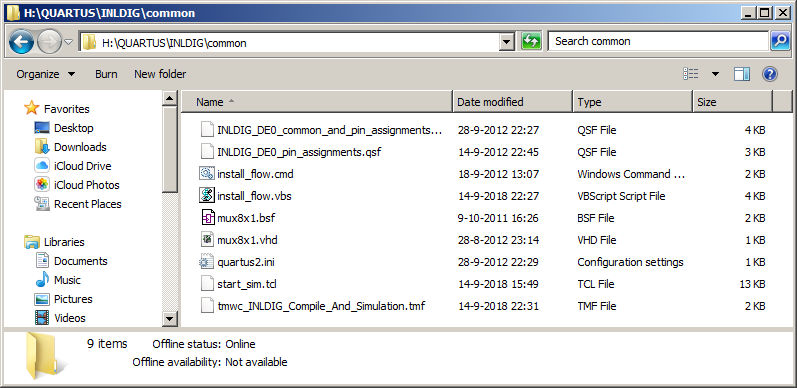 H:\QUARTUS\INLDIG\common
H:\QUARTUS\INLDIG\common Search common
Organize Burn New folder
Favorites
Desktop
Downloads
iCloud Drive
iCloud Photos
Recent Places
Libraries
Documents
Music
Pictures
Videos
Name Date modified Type Size
INLDIG_DE0_common_and_pin_assignments... 28-9-2012 22:27 QSF File 4 KB
INLDIG_DE0_pin_assignments.qsf 14-9-2012 22:45 QSF File 3 KB
install_flow.cmd 18-9-2012 13:07 Windows Command ... 2 KB
install_flow.vbs 14-9-2018 22:27 VBScript Script File 4 KB
mux8x1.bsf 9-10-2011 16:26 BSF File 2 KB
mux8x1.vhd 28-8-2012 23:14 VHD File 1 KB
quartus2.ini 28-9-2012 22:29 Configuration settings 1 KB
start_sim.tcl 14-9-2018 15:49 TCL File 13 KB
tmwc_INLDIG_Compile_And_Simulation.tmf 14-9-2018 22:31 TMF File 2 KB
9 items Offline status: Online
Offline availability: Not available